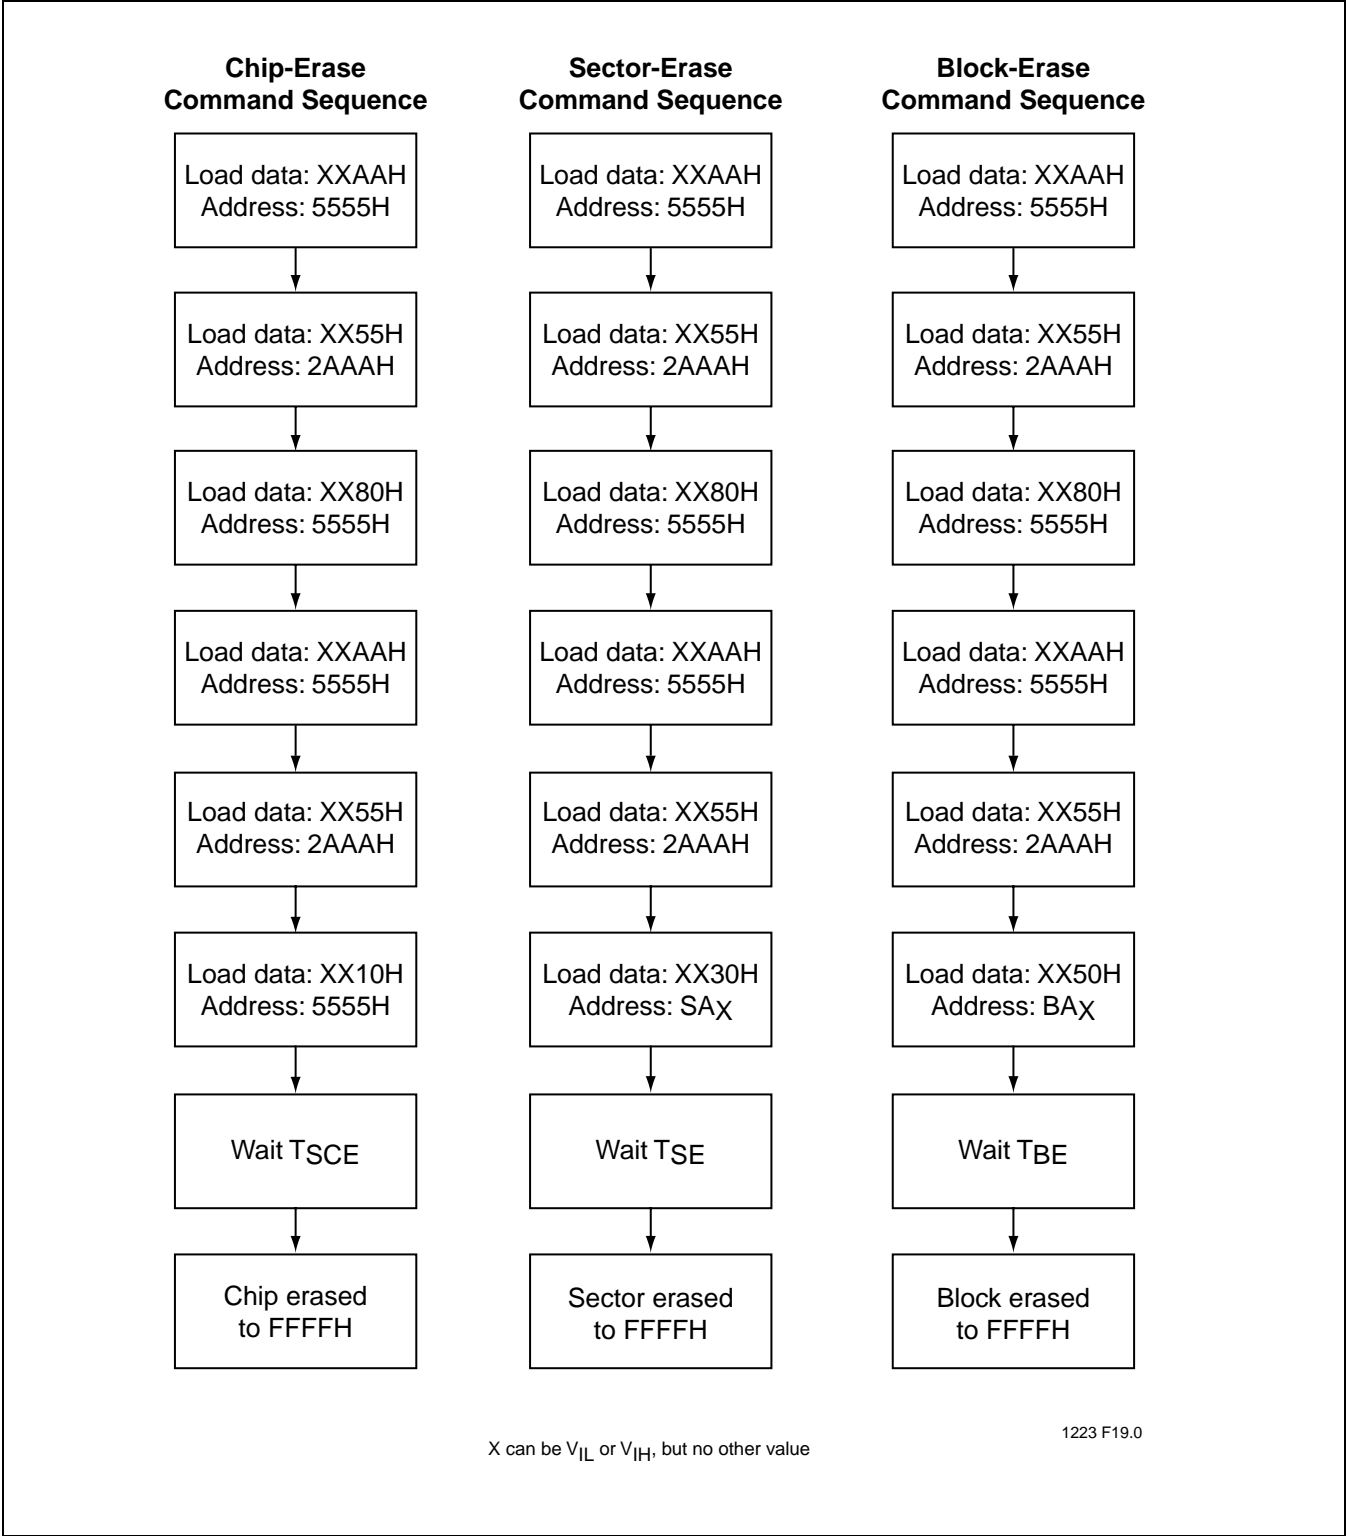 Chip-Erase
Command Sequence
Load data: XXAAH
Address: 5555H
Load data: XX55H
Address: 2AAAH
Load data: XX80H
Address: 5555H
Load data: XXAAH
Address: 5555H
Load data: XX55H
Address: 2AAAH
Load data: XX10H
Address: 5555H
Wait TSCE
Chip erased
to FFFFH
Sector-Erase
Command Sequence
Load data: XXAAH
Address: 5555H
Load data: XX55H
Address: 2AAAH
Load data: XX80H
Address: 5555H
Load data: XXAAH
Address: 5555H
Load data: XX55H
Address: 2AAAH
Load data: XX30H
Address: SAX
Wait TSE
Sector erased
to FFFFH
Block-Erase
Command Sequence
Load data: XXAAH
Address: 5555H
Load data: XX55H
Address: 2AAAH
Load data: XX80H
Address: 5555H
Load data: XXAAH
Address: 5555H
Load data: XX55H
Address: 2AAAH
Load data: XX50H
Address: BAX
Wait TBE
Block erased
to FFFFH
1223 F19.0
X can be VIL or VIH, but no other value